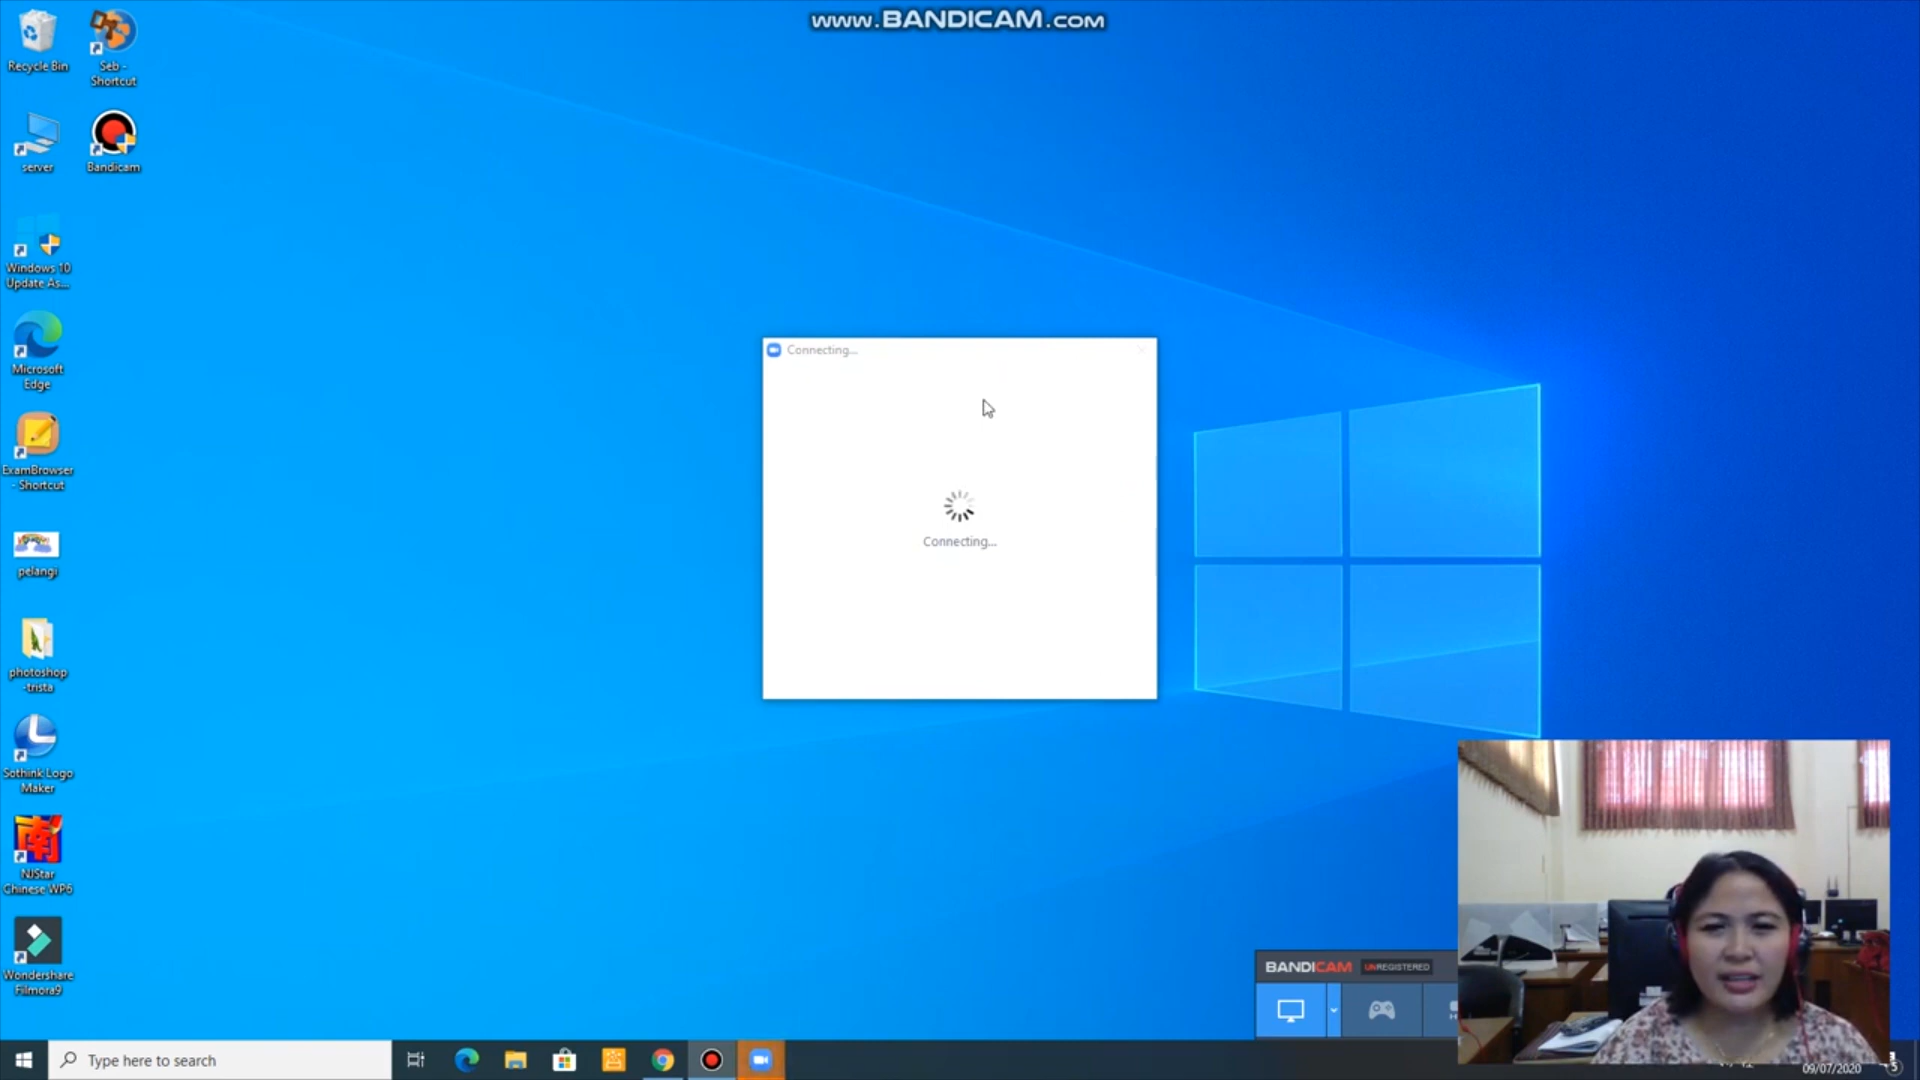 www.BANDICAM.com
Recycle Bin
Seb -
Shortcut
server
Bandicam
Windows 10
Update As...
Microsoft
Edge
ExamBrowser
- Shortcut
pelangi
photoshop
-trista
Sothink Logo
Maker
NJStar
Chinese WP6
Wondershare
Filmora9
Connecting...
Connecting...
BANDICAM UNREGISTERED
Type here to search
09/07/2020
5